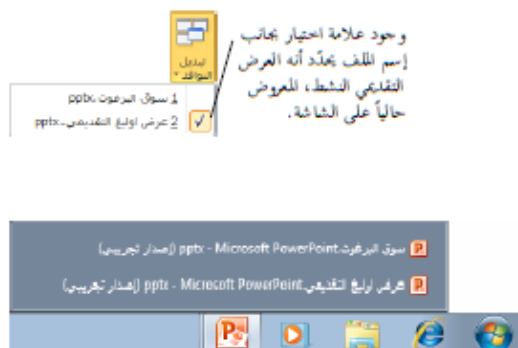 وجود علامة اختيار بجانب
إسم الملف يحدّد أنه العرض
التقديمي النشط، المعروض
حالياً على الشاشة.
تبديل
النوافذ
1 سوق البرغوث.pptx
2 عرض اوليغ التقديمي.pptx
سوق البرغوث.pptx - Microsoft PowerPoint (إصدار تجريبي)
عرض اوليغ التقديمي.pptx - Microsoft PowerPoint (إصدار تجريبي)